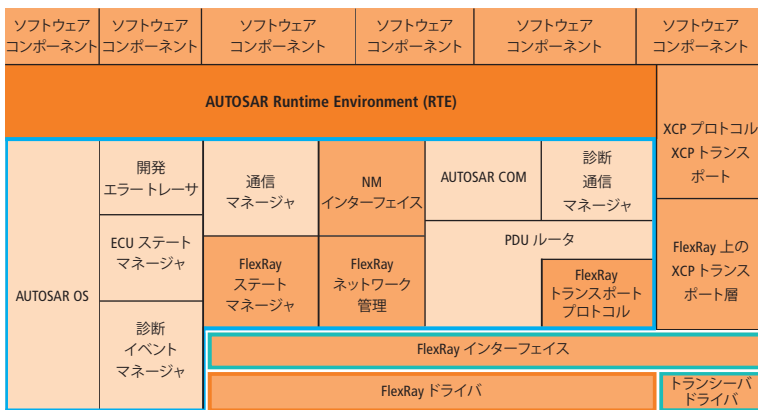 ソフトウェア
コンポーネント
ソフトウェア
コンポーネント
ソフトウェア
コンポーネント
ソフトウェア
コンポーネント
ソフトウェア
コンポーネント
ソフトウェア
コンポーネント
AUTOSAR Runtime Environment (RTE)
XCP プロトコル
XCP トランス
ポート
AUTOSAR OS
開発
エラートレーサ
通信
マネージャ
NM
インターフェイス
AUTOSAR COM
診断
通信
マネージャ
ECU ステート
マネージャ
PDU ルータ
FlexRay
ステート
マネージャ
FlexRay
ネットワーク
管理
FlexRay
トランスポート
プロトコル
FlexRay 上の
XCP トランス
ポート層
診断
イベント
マネージャ
FlexRay インターフェイス
FlexRay ドライバ
トランシーバ
ドライバ